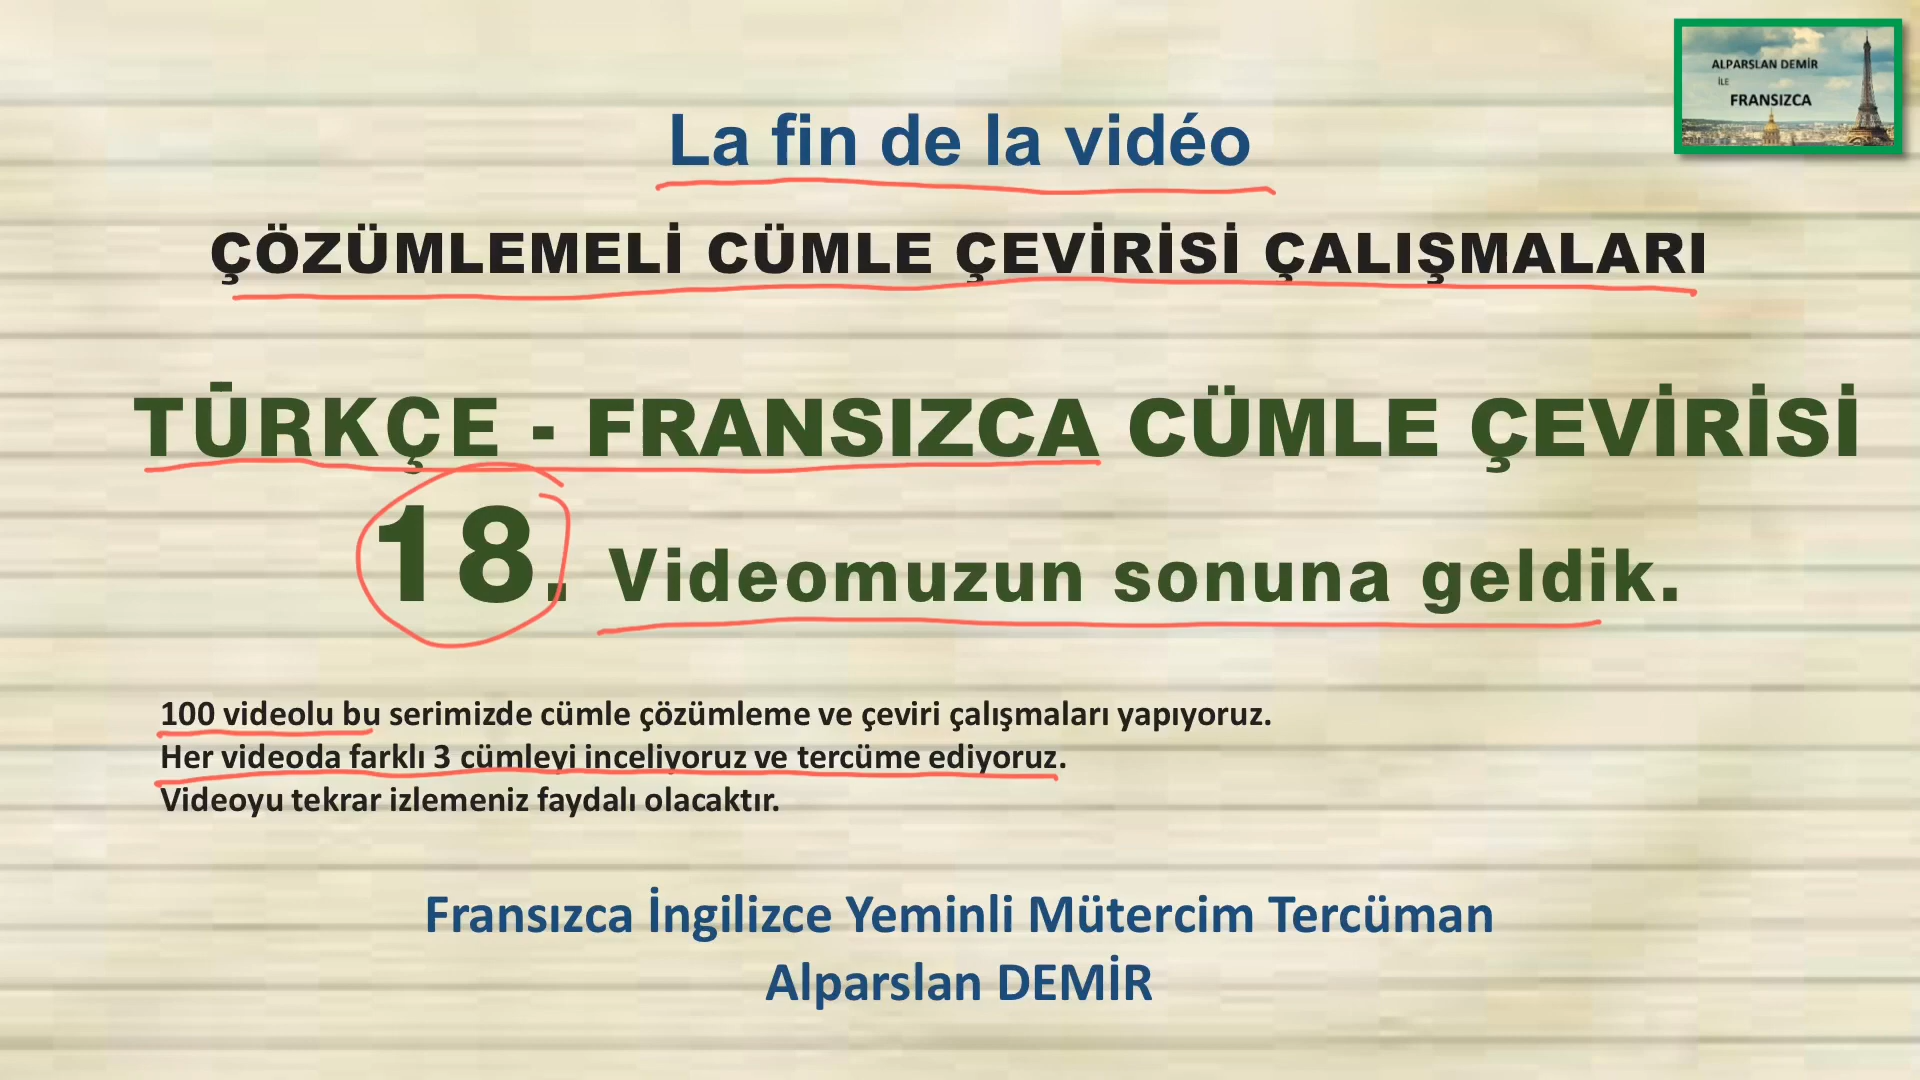 ALPARSLAN DEMİR
İLE
FRANSIZCA
La fin de la vidéo
ÇÖZÜMLEMELİ CÜMLE ÇEVİRİSİ ÇALIŞMALARI
TÜRKÇE - FRANSIZCA CÜMLE ÇEVİRİSİ
18. Videomuzun sonuna geldik.
100 videolu bu serimizde cümle çözümleme ve çeviri çalışmaları yapıyoruz.
Her videoda farklı 3 cümleyi inceliyoruz ve tercüme ediyoruz.
Videoyu tekrar izlemeniz faydalı olacaktır.
Fransızca İngilizce Yeminli Mütercim Tercüman
Alparslan DEMİR